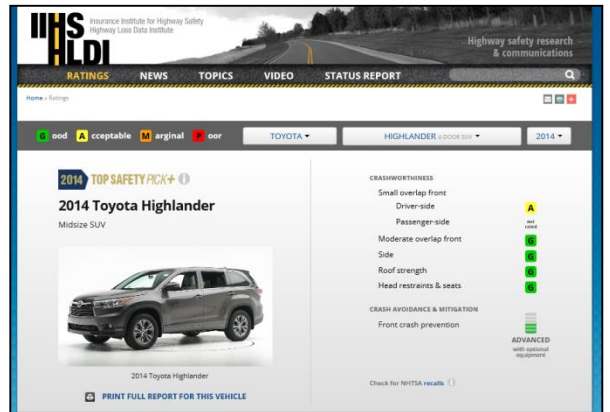 IIHS
HLDI
Insurance Institute for Highway Safety
Highway Loss Data Institute
Highway safety research
& communications
RATINGS NEWS TOPICS VIDEO STATUS REPORT
Home » Ratings
G ood A cceptable M arginal P oor TOYOTA HIGHLANDER 4-DOOR SUV 2014
2014 TOP SAFETY PICK+
2014 Toyota Highlander
Midsize SUV
2014 Toyota Highlander
PRINT FULL REPORT FOR THIS VEHICLE
CRASHWORTHINESS
Small overlap front
Driver-side A
Passenger-side not rated
Moderate overlap front G
Side G
Roof strength G
Head restraints & seats G
CRASH AVOIDANCE & MITIGATION
Front crash prevention
ADVANCED
with optional
equipment
Check for NHTSA recalls